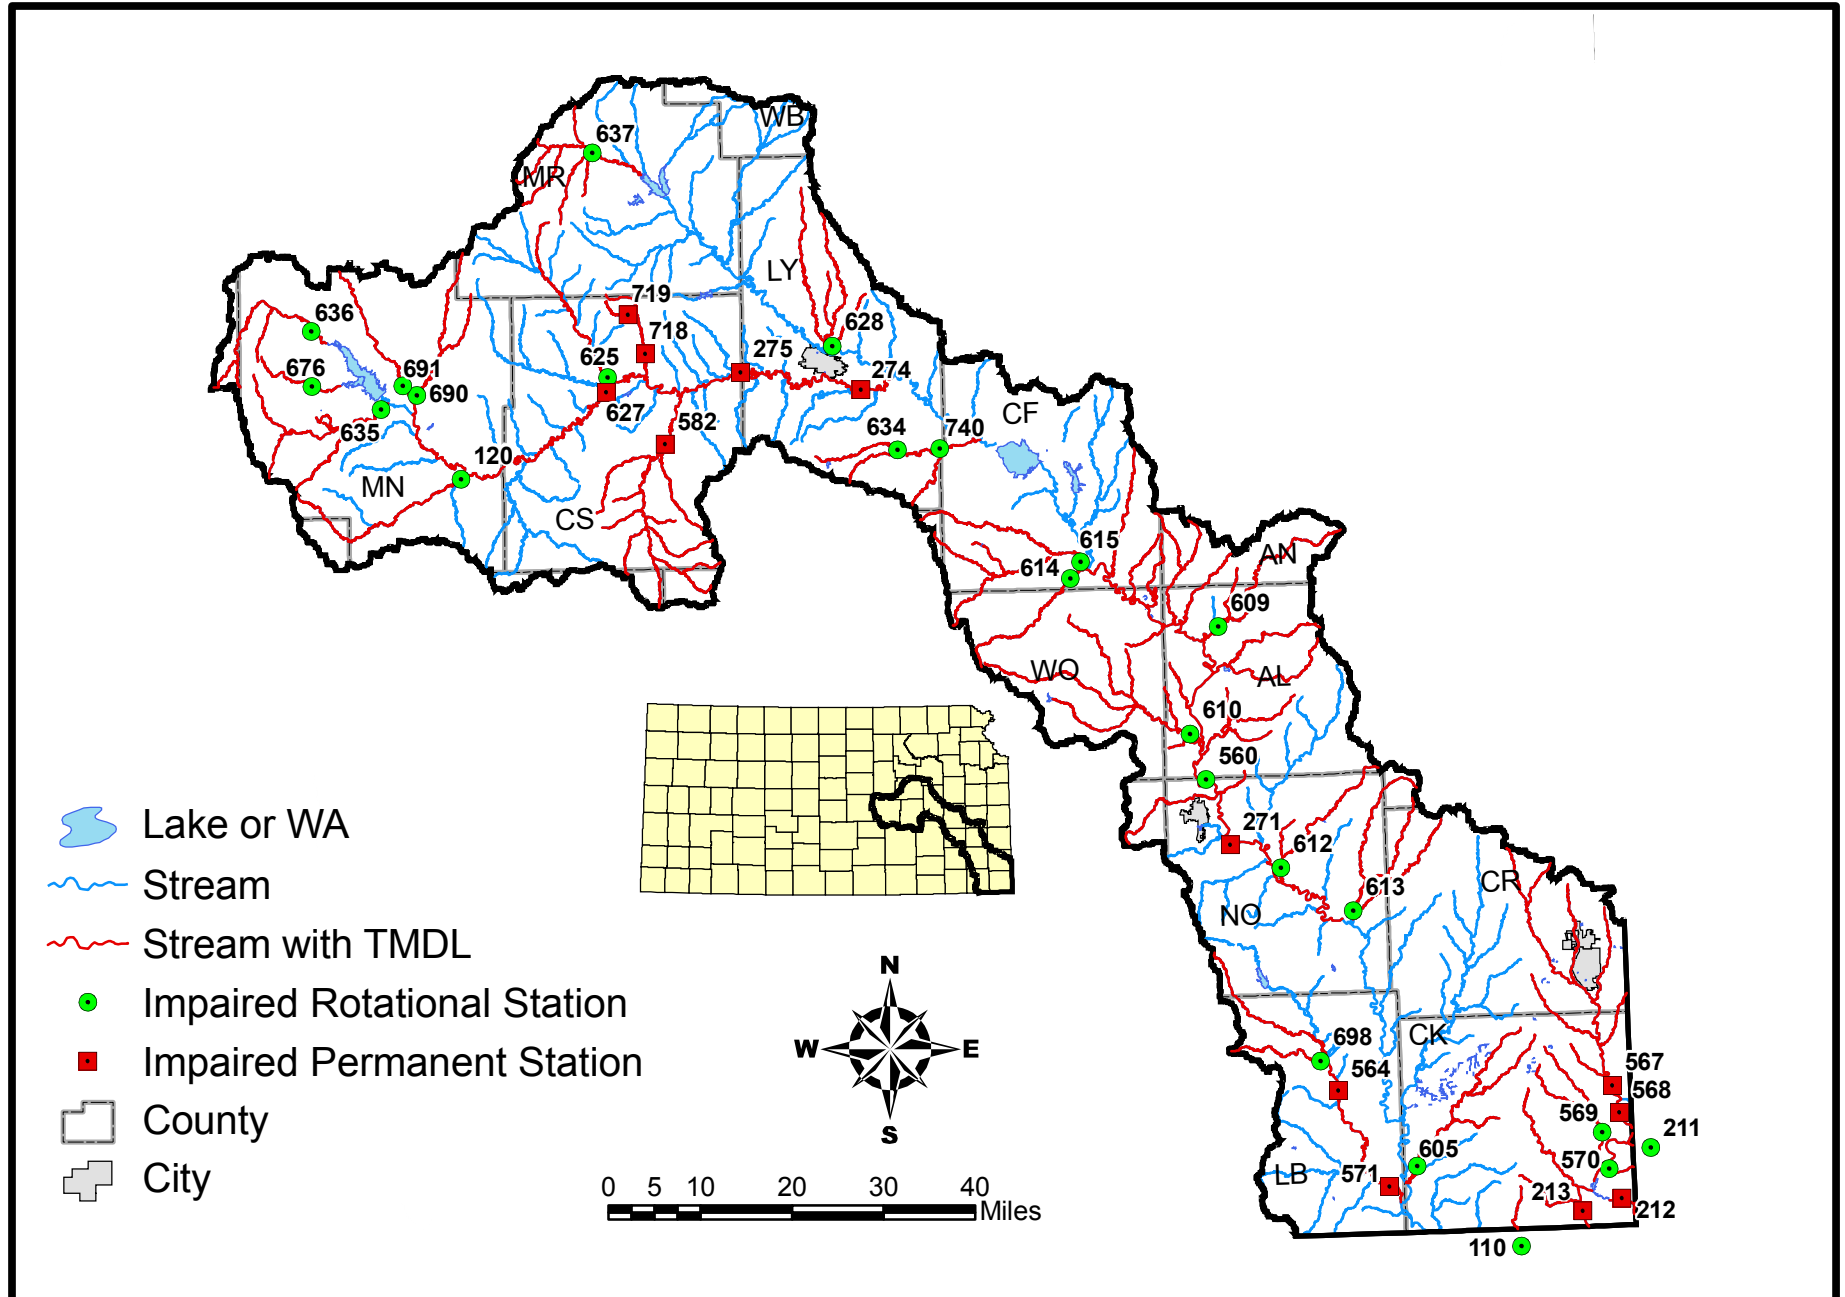 WB
637
MR
LY
719
636
718
628
275
625
676
691
274
690
627
CF
582
634
740
635
120
MN
CS
615
AN
614
609
WO
AL
610
560
271
612
613
CR
NO
CK
698
567
564
568
569
211
605
570
571
LB
213
212
110
Lake or WA
Stream
Stream with TMDL
Impaired Rotational Station
Impaired Permanent Station
County
City
N
W E
S
0 5 10 20 30 40
Miles